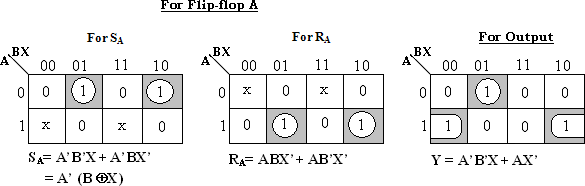 For Flip-flop A
For SA
For RA
For Output
BX
A
00 01 11 10
0 0 1 0 1
1 x 0 x 0
SA= A’B’X + A’BX’
= A’ (B ⊕X)
BX
A
00 01 11 10
0 x 0 x 0
1 0 1 0 1
RA= ABX’ + AB’X
BX
A
00 01 11 10
0 0 1 0 0
1 1 0 0 1
Y = A’B’X + AX’